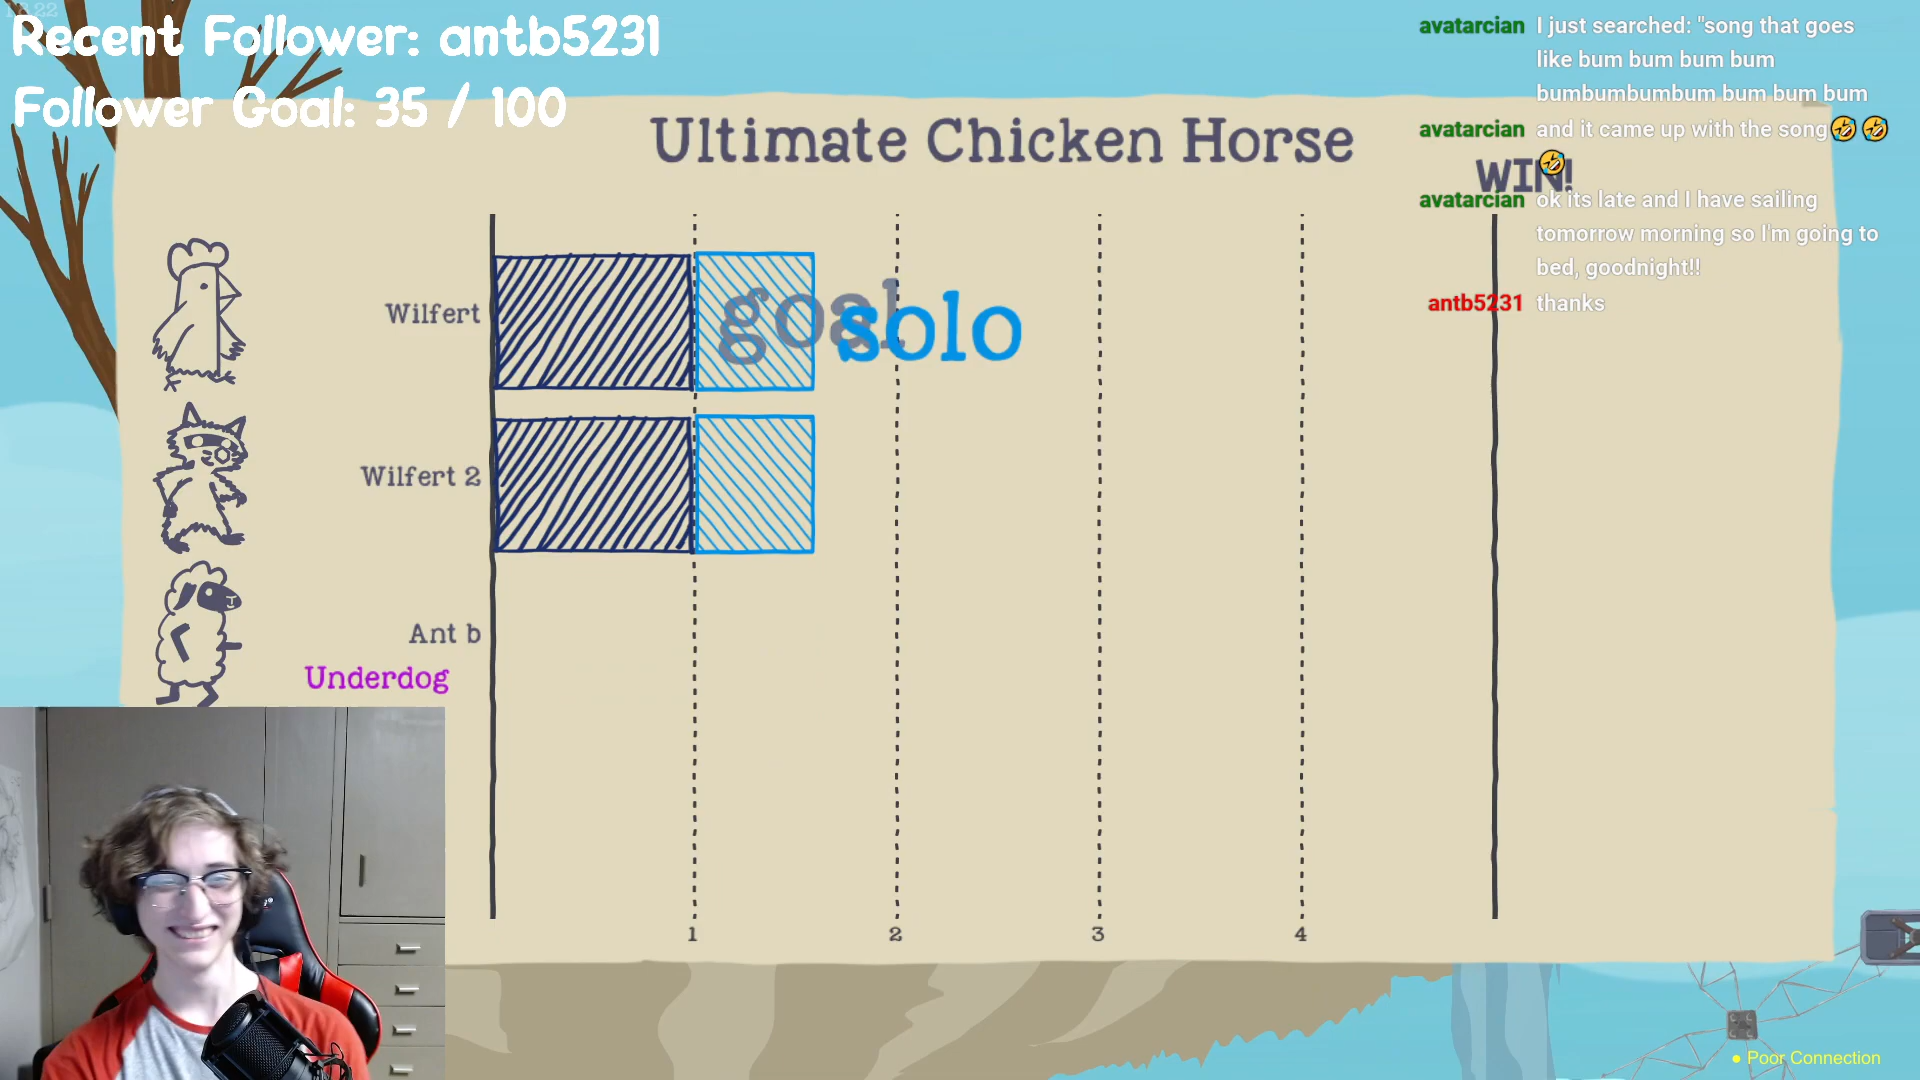 12.22
Recent Follower: antb5231
Follower Goal: 35 / 100
Ultimate Chicken Horse
WIN!
avatarcian I just searched: "song that goes
like bum bum bum bum
bumbumbumbum bum bum bum
avatarcian and it came up with the song🤣 🤣
🤣
avatarcian ok its late and I have sailing
tomorrow morning so I'm going to
bed, goodnight!!
antb5231 thanks
Wilfert
goal
solo
Wilfert 2
Ant b
Underdog
1 2 3 4
Poor Connection